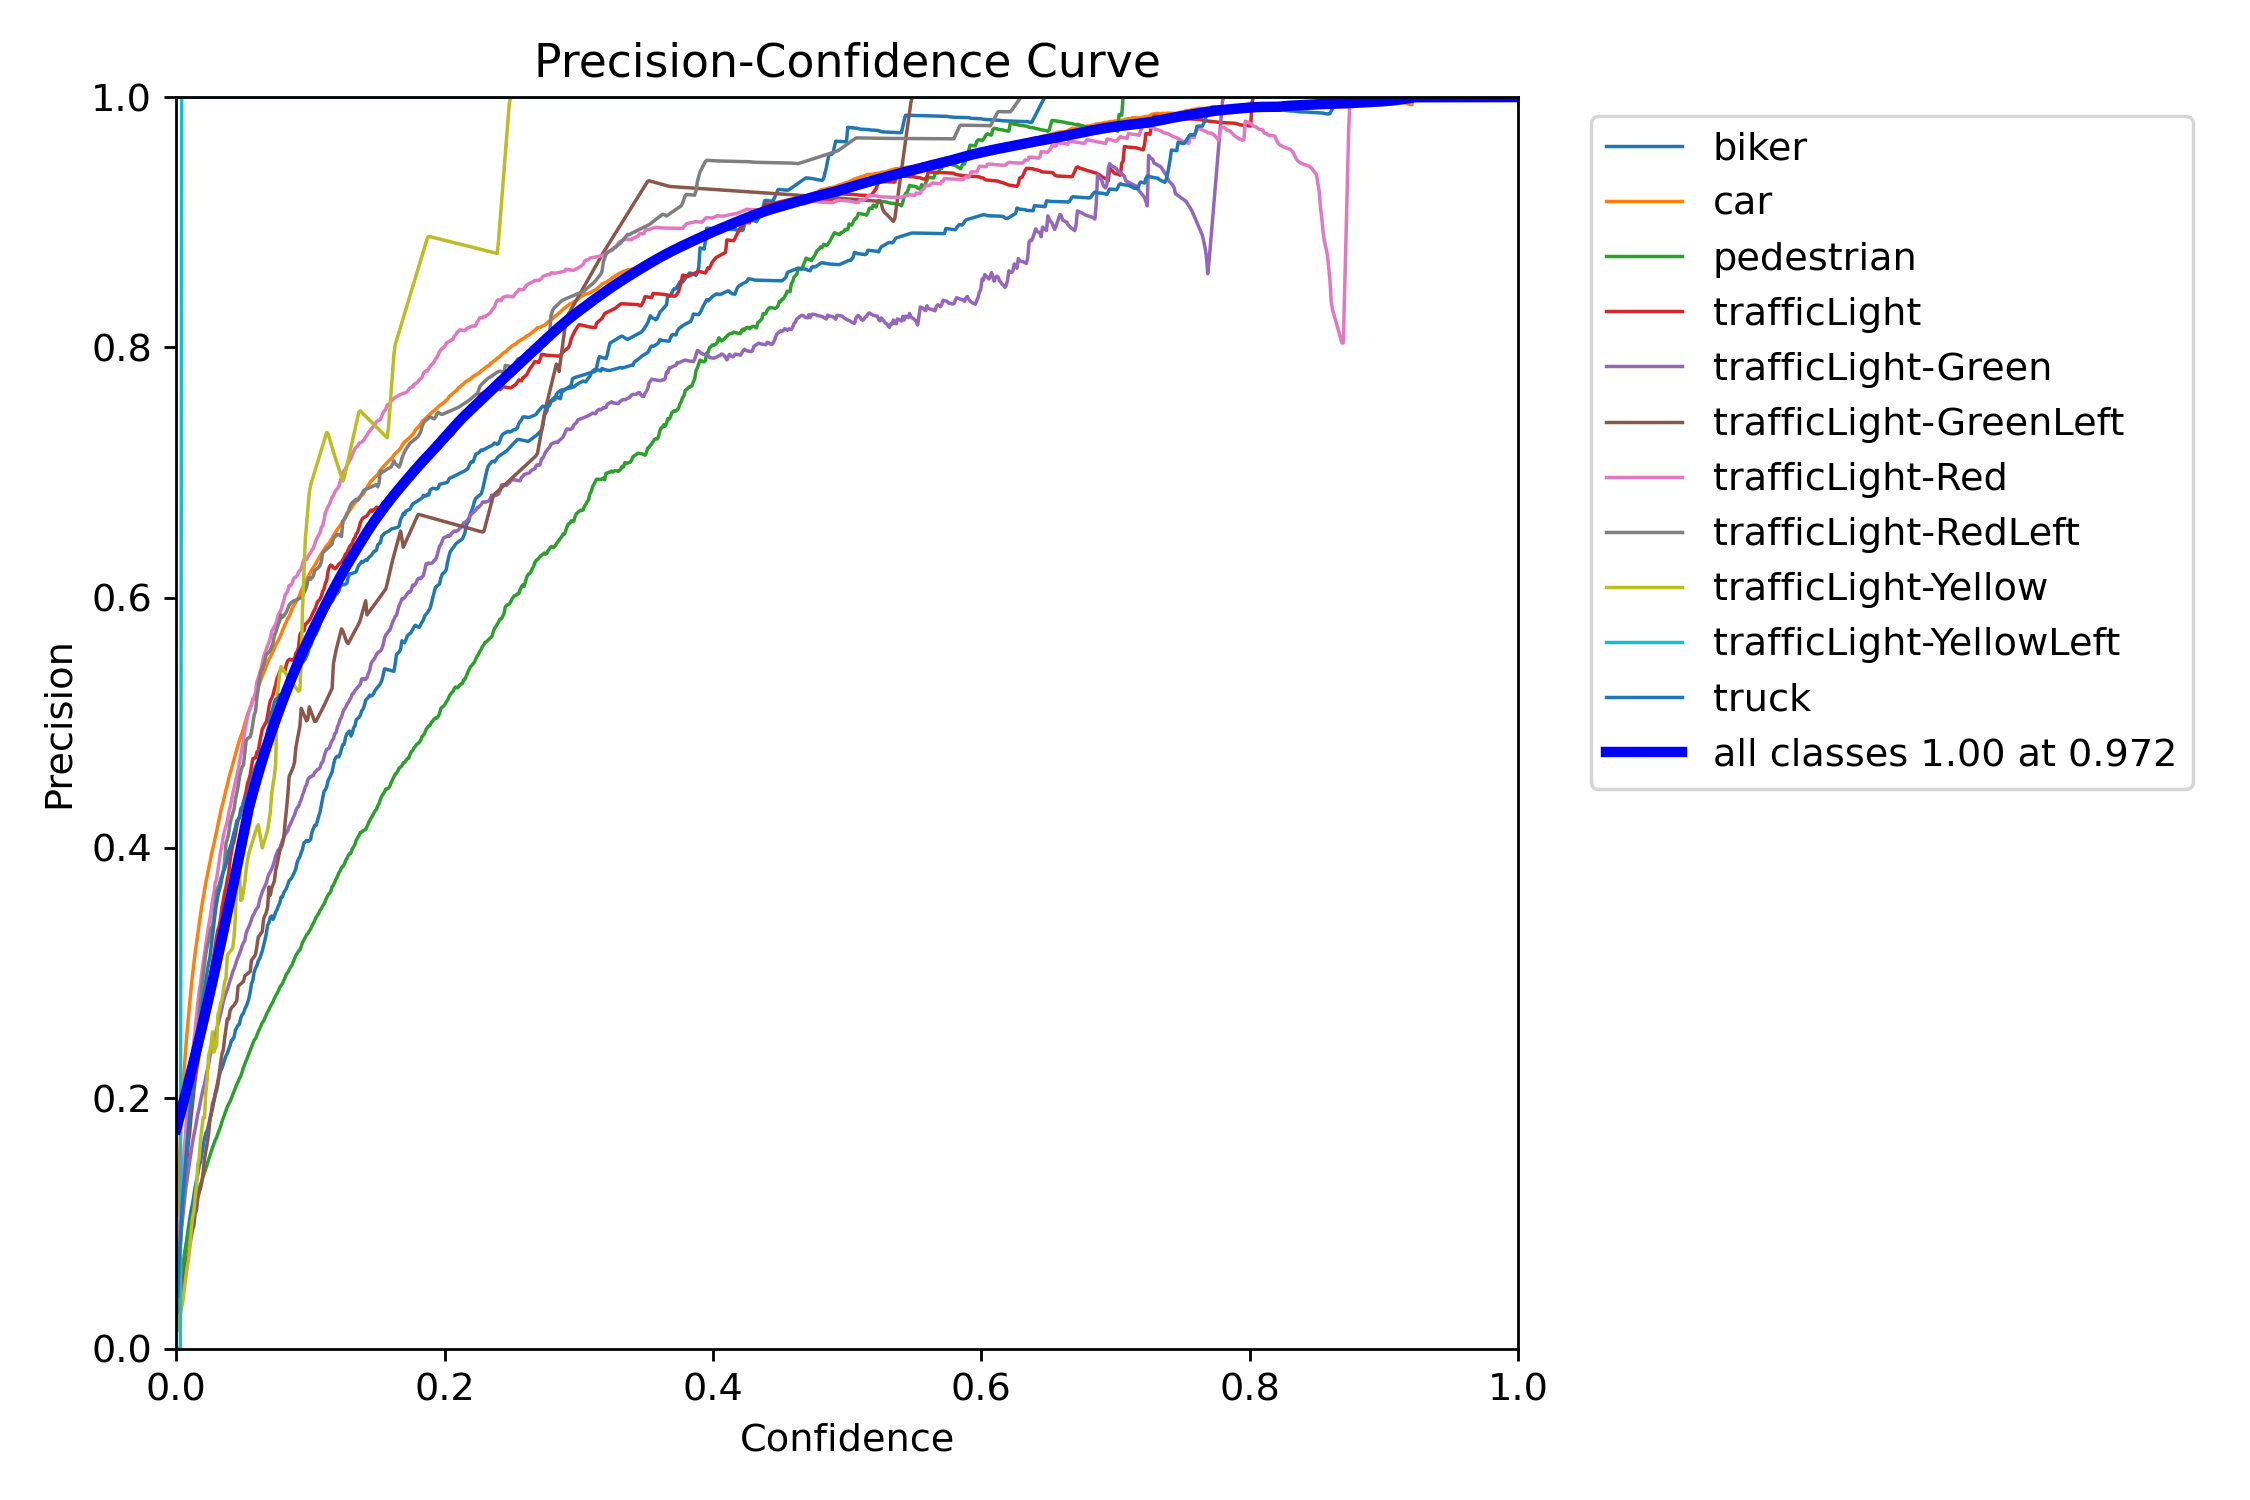 Precision-Confidence Curve
1.0
0.8
0.6
0.4
0.2
0.0
Precision
0.0 0.2 0.4 0.6 0.8 1.0
Confidence
biker
car
pedestrian
trafficLight
trafficLight-Green
trafficLight-GreenLeft
trafficLight-Red
trafficLight-RedLeft
trafficLight-Yellow
trafficLight-YellowLeft
truck
all classes 1.00 at 0.972